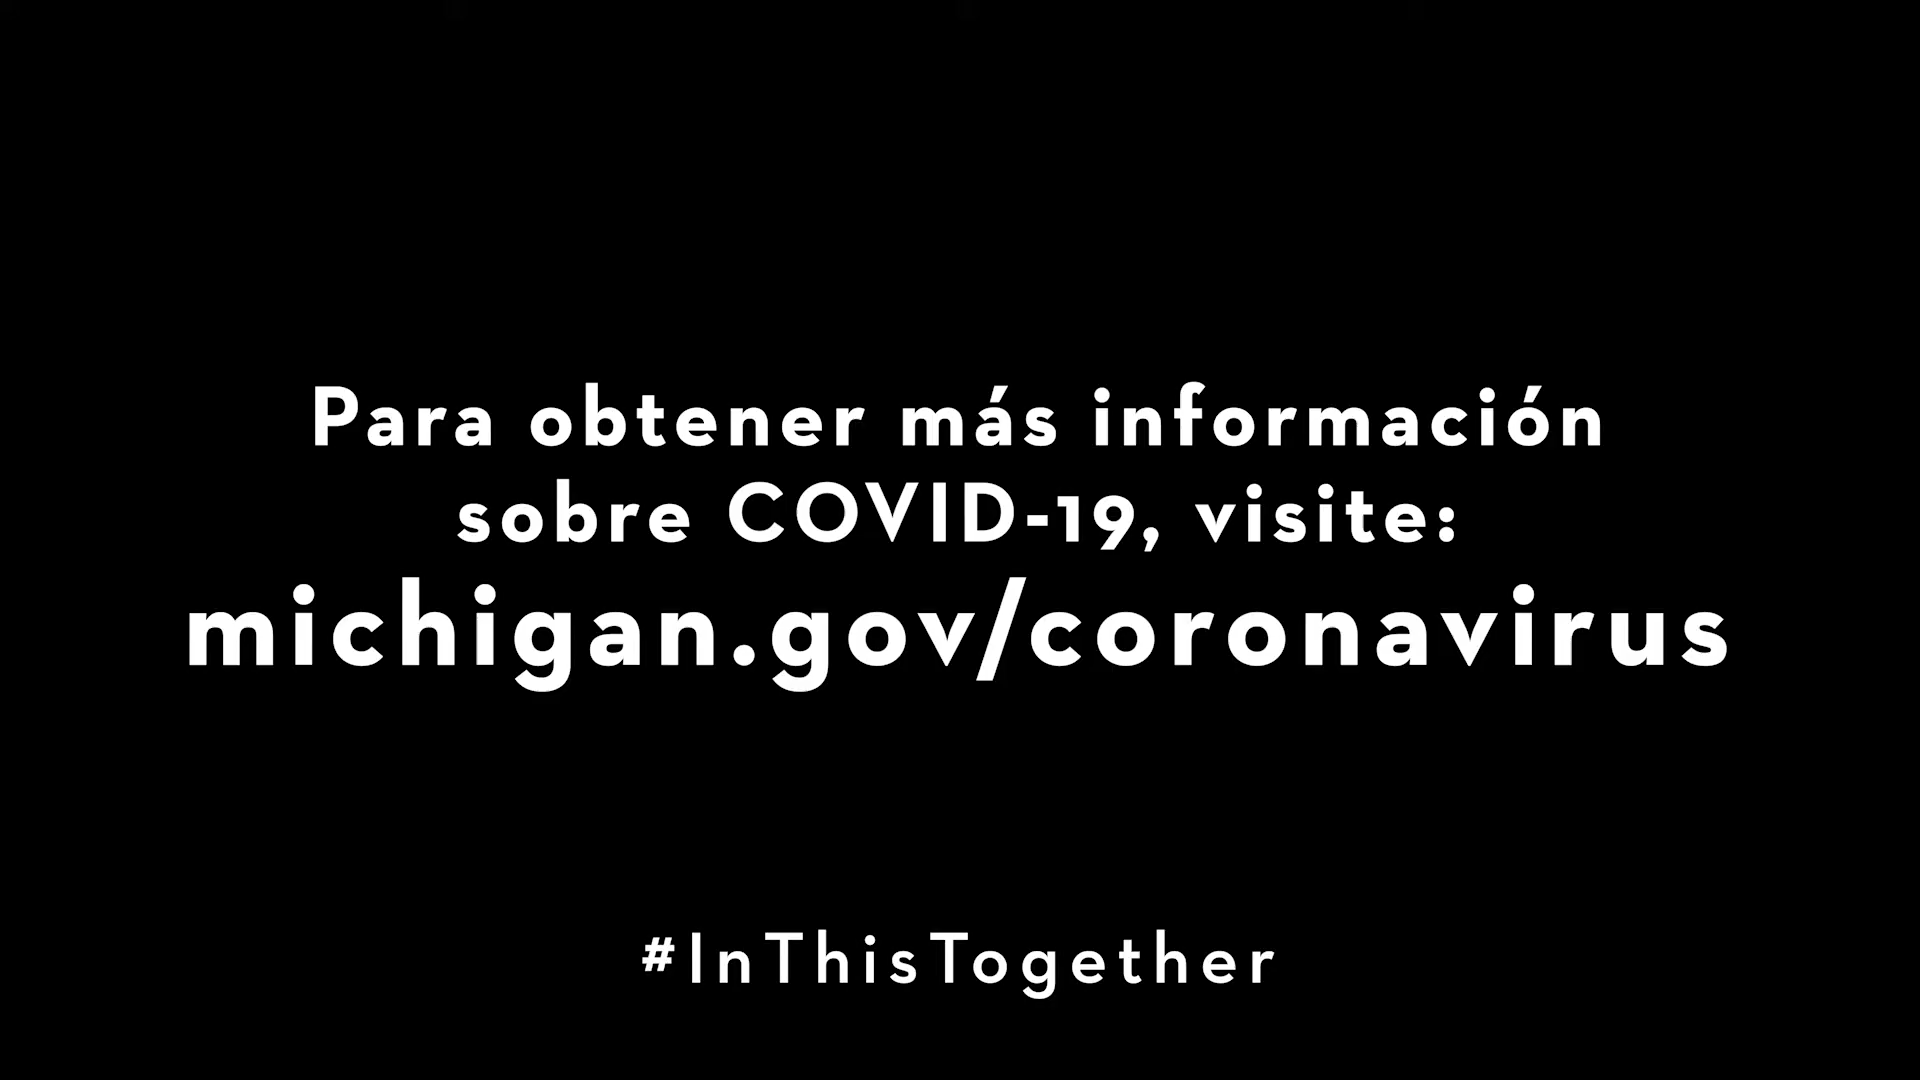 Para obtener más información
sobre COVID-19, visite:
michigan.gov/coronavirus
#InThisTogether